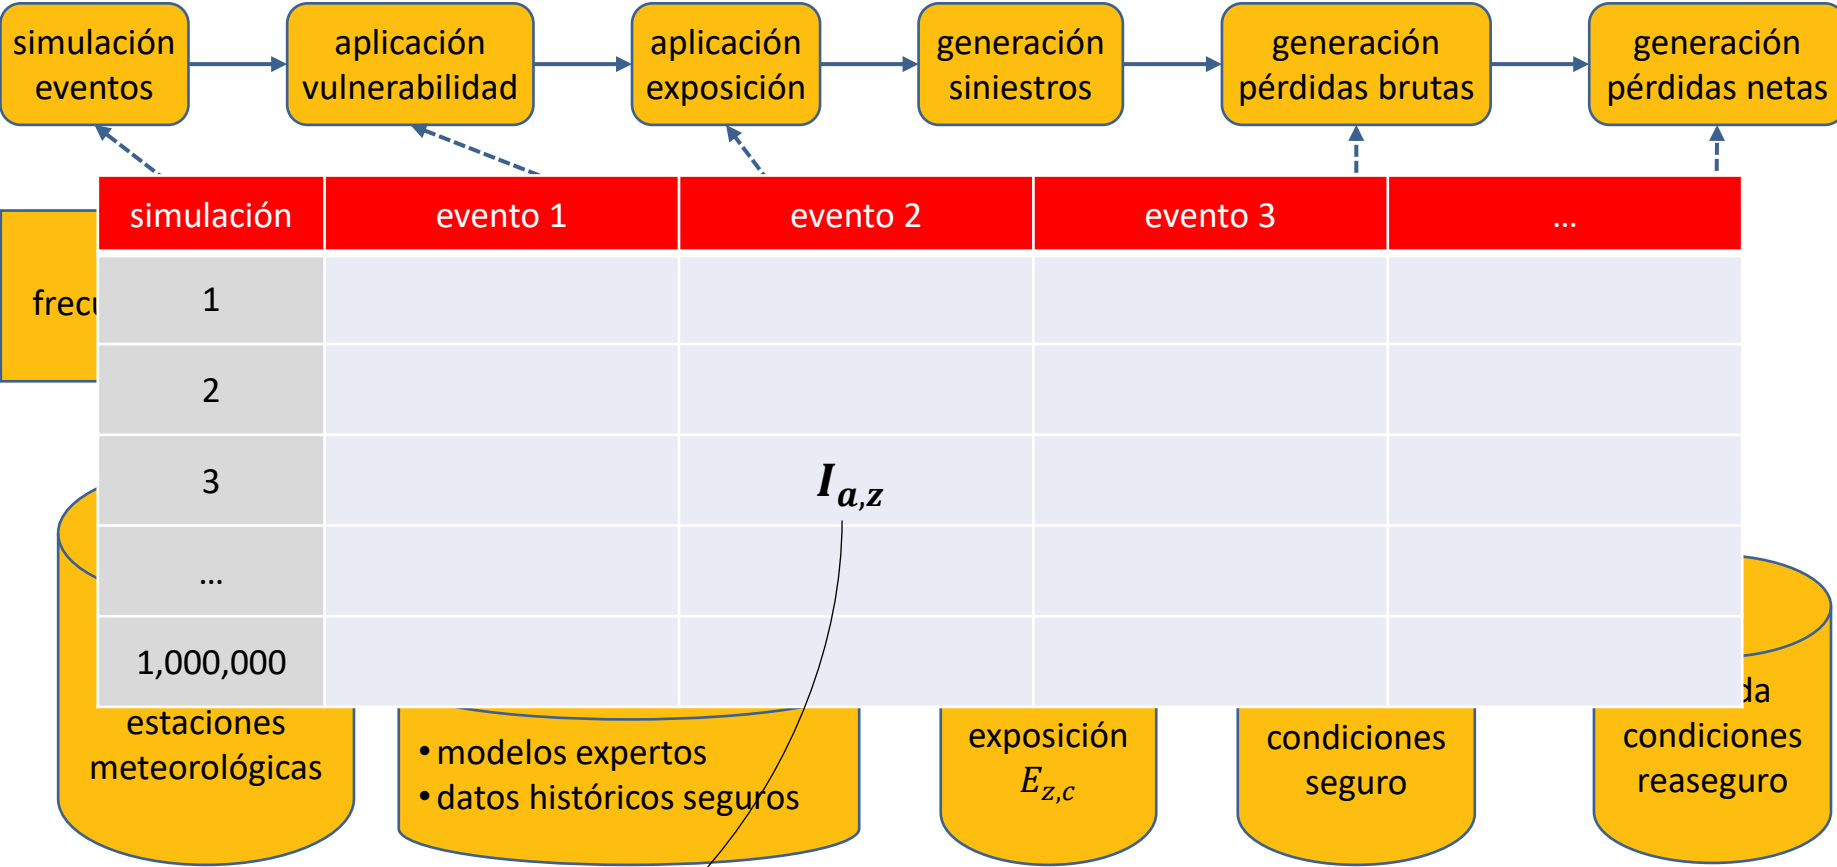 simulación
eventos
aplicación
vulnerabilidad
aplicación
exposición
generación
siniestros
generación
pérdidas brutas
generación
pérdidas netas
simulación evento 1 evento 2 evento 3 ...
1
2
3 I_{a,z}
...
1,000,000
estaciones
meteorológicas
• modelos expertos
• datos históricos seguros
exposición
E_{z,c}
condiciones
seguro
condiciones
reaseguro